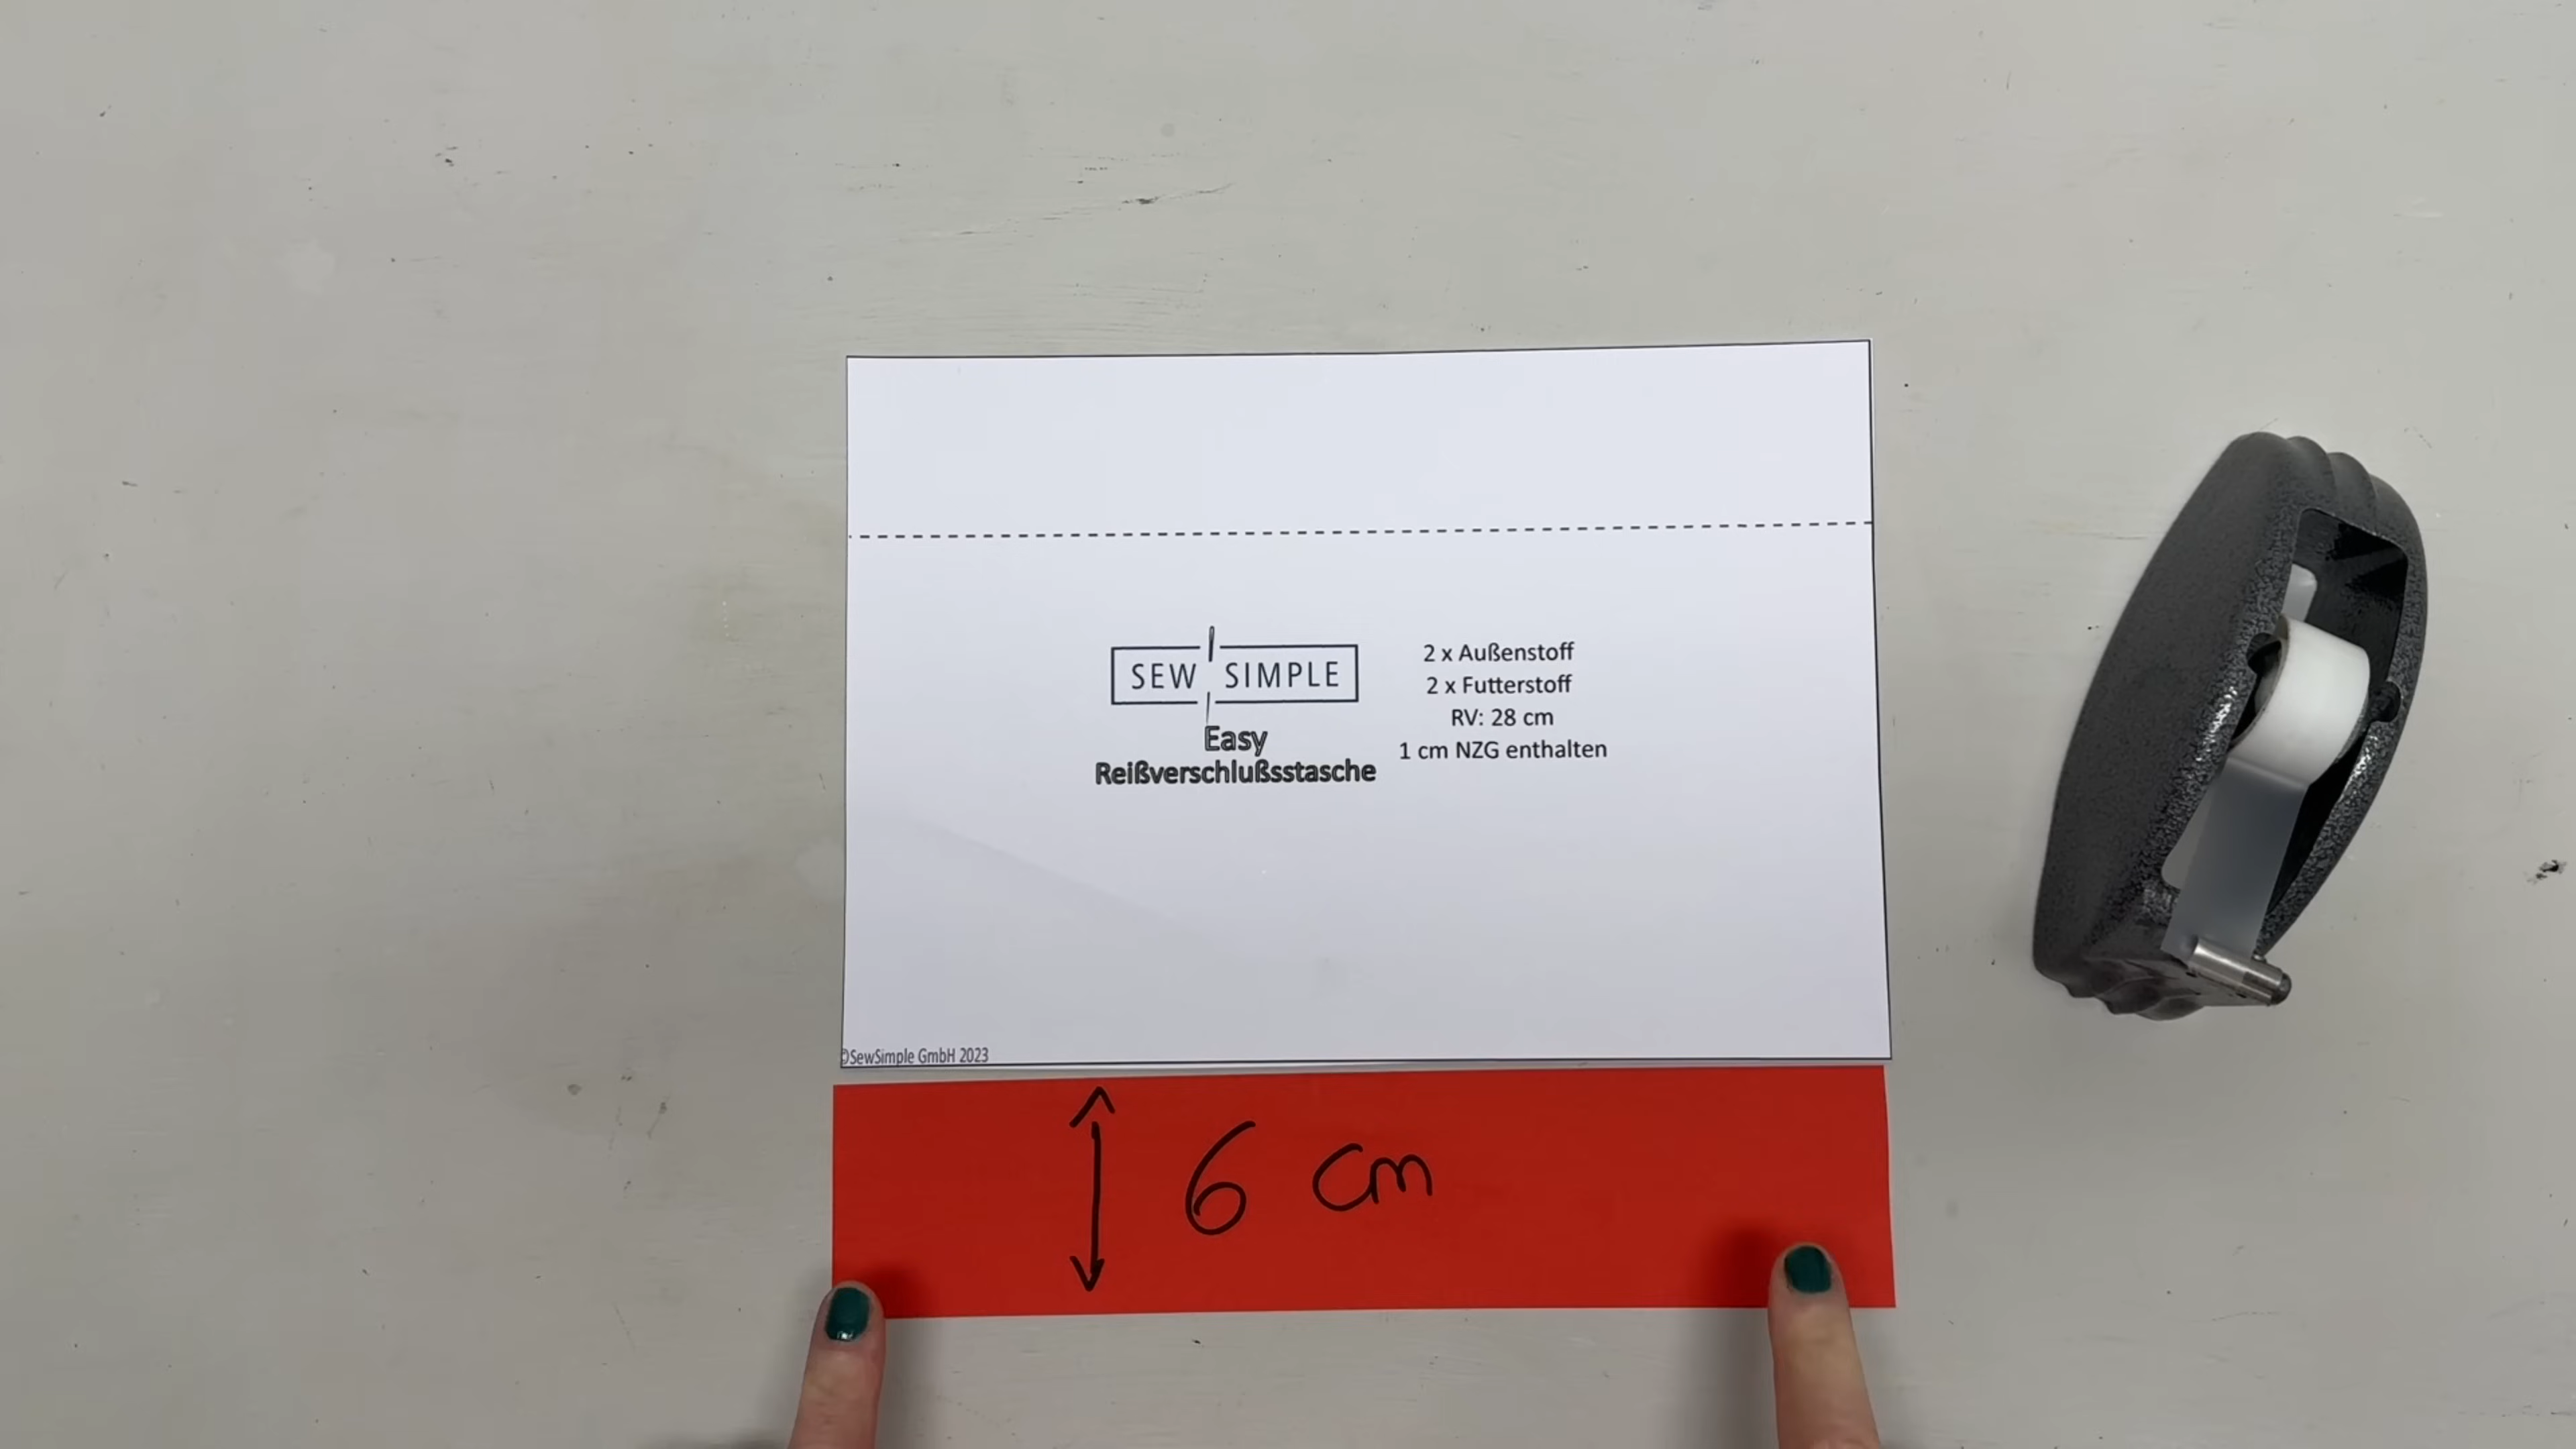 SEW SIMPLE
Easy
Reißverschlußsstasche
2 x Außenstoff
2 x Futterstoff
RV: 28 cm
1 cm NZG enthalten
©SewSimple GmbH 2023
6 cm